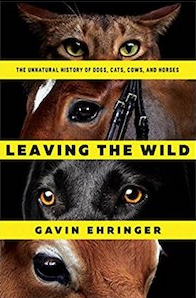 THE UNNATURAL HISTORY OF DOGS, CATS, COWS, AND HORSES
LEAVING THE WILD
GAVIN EHRINGER